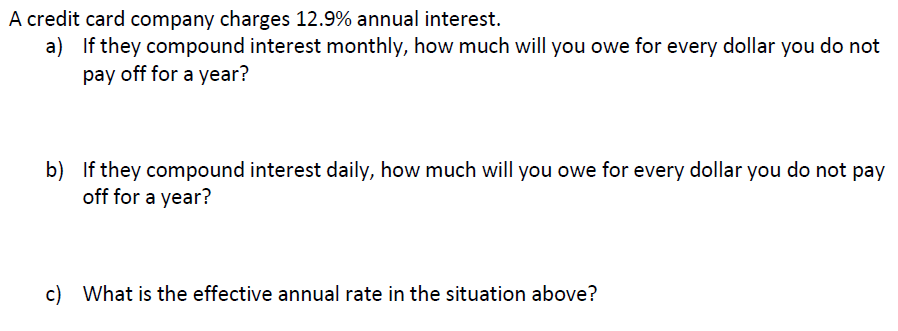 A credit card company charges 12.9% annual interest.
a) If they compound interest monthly, how much will you owe for every dollar you do not
pay off for a year?
b) If they compound interest daily, how much will you owe for every dollar you do not pay
off for a year?
c) What is the effective annual rate in the situation above?